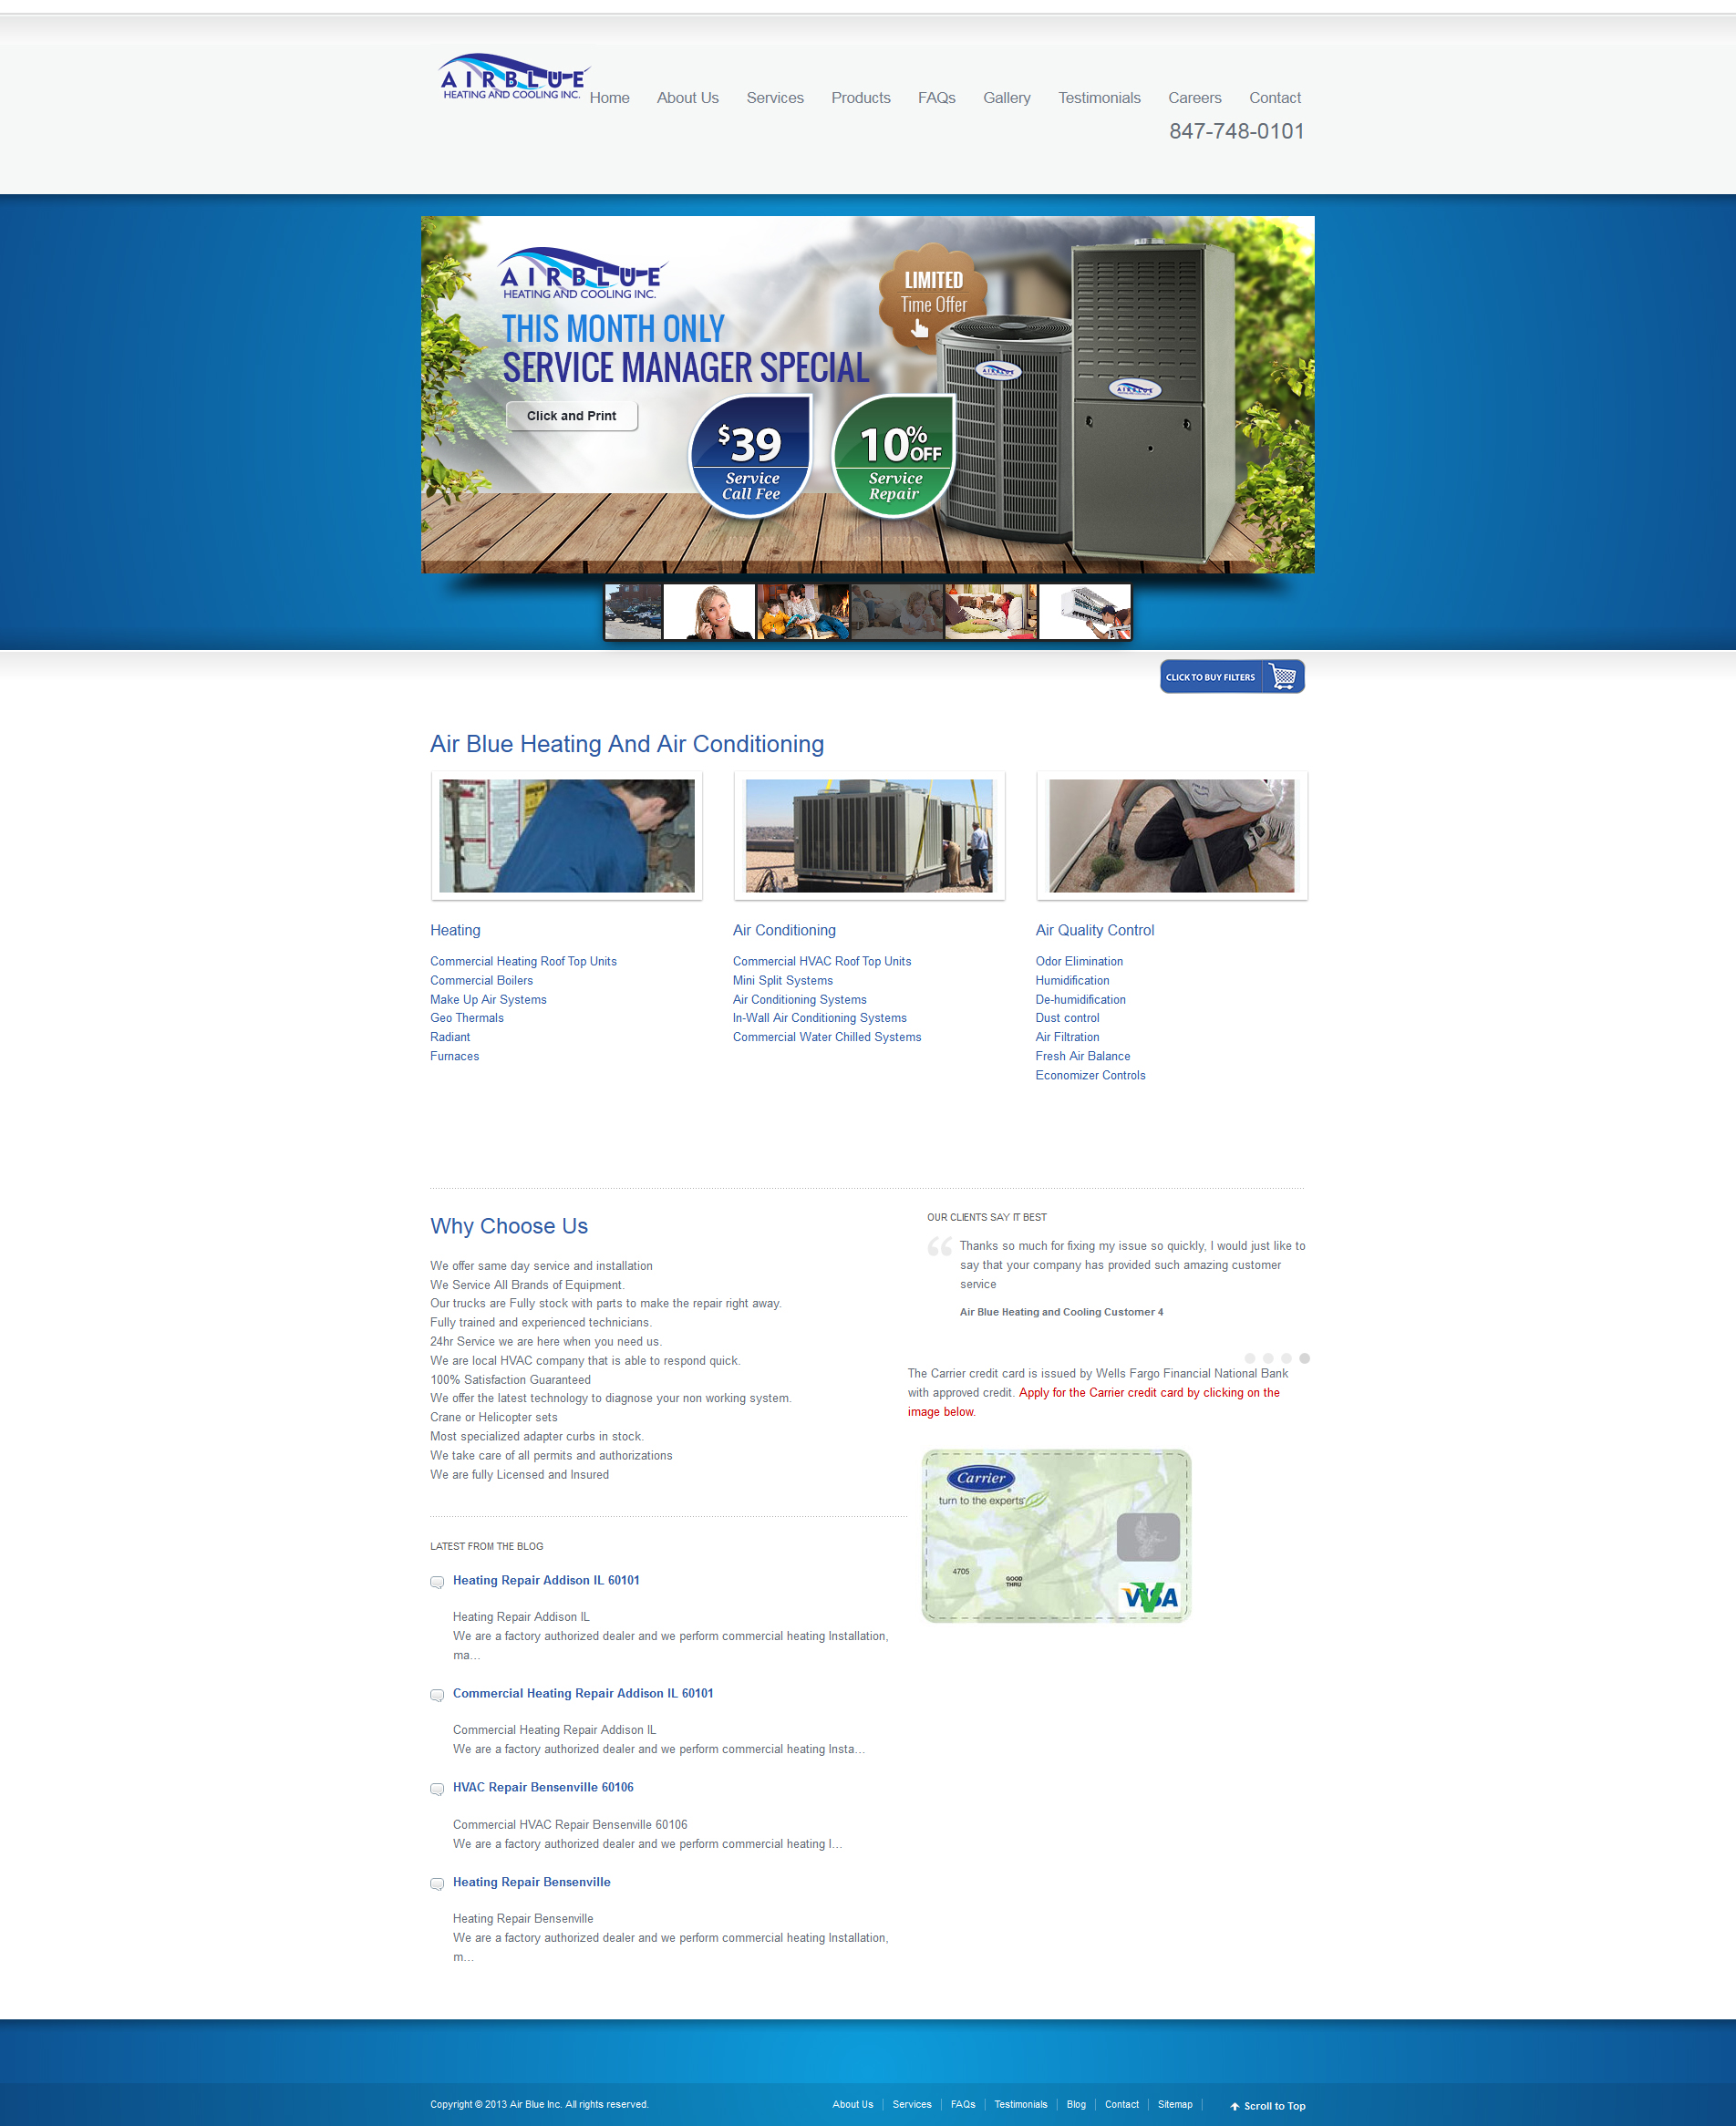 AIRBLUE
HEATING AND COOLING INC.
Home About Us Services Products FAQs Gallery Testimonials Careers Contact
847-748-0101
AIRBLUE
HEATING AND COOLING INC.
LIMITED
Time Offer
THIS MONTH ONLY
SERVICE MANAGER SPECIAL
Click and Print
$39
Service
Call Fee
10% OFF
Service
Repair
AIRBLUE
AIRBLUE
CLICK TO BUY FILTERS
Air Blue Heating And Air Conditioning
Heating
Commercial Heating Roof Top Units
Commercial Boilers
Make Up Air Systems
Geo Thermals
Radiant
Furnaces
Air Conditioning
Commercial HVAC Roof Top Units
Mini Split Systems
Air Conditioning Systems
In-Wall Air Conditioning Systems
Commercial Water Chilled Systems
Air Quality Control
Odor Elimination
Humidification
De-humidification
Dust control
Air Filtration
Fresh Air Balance
Economizer Controls
Why Choose Us
We offer same day service and installation
We Service All Brands of Equipment.
Our trucks are Fully stock with parts to make the repair right away.
Fully trained and experienced technicians.
24hr Service we are here when you need us.
We are local HVAC company that is able to respond quick.
100% Satisfaction Guaranteed
We offer the latest technology to diagnose your non working system.
Crane or Helicopter sets
Most specialized adapter curbs in stock.
We take care of all permits and authorizations
We are fully Licensed and Insured
OUR CLIENTS SAY IT BEST
Thanks so much for fixing my issue so quickly, I would just like to
say that your company has provided such amazing customer
service
Air Blue Heating and Cooling Customer 4
The Carrier credit card is issued by Wells Fargo Financial National Bank
with approved credit. Apply for the Carrier credit card by clicking on the
image below.
Carrier
turn to the experts
4705
GOOD
THRU
VISA
LATEST FROM THE BLOG
Heating Repair Addison IL 60101
Heating Repair Addison IL
We are a factory authorized dealer and we perform commercial heating Installation,
ma...
Commercial Heating Repair Addison IL 60101
Commercial Heating Repair Addison IL
We are a factory authorized dealer and we perform commercial heating Insta...
HVAC Repair Bensenville 60106
Commercial HVAC Repair Bensenville 60106
We are a factory authorized dealer and we perform commercial heating I...
Heating Repair Bensenville
Heating Repair Bensenville
We are a factory authorized dealer and we perform commercial heating Installation,
m...
Copyright © 2013 Air Blue Inc. All rights reserved.
About Us Services FAQs Testimonials Blog Contact Sitemap
Scroll to Top